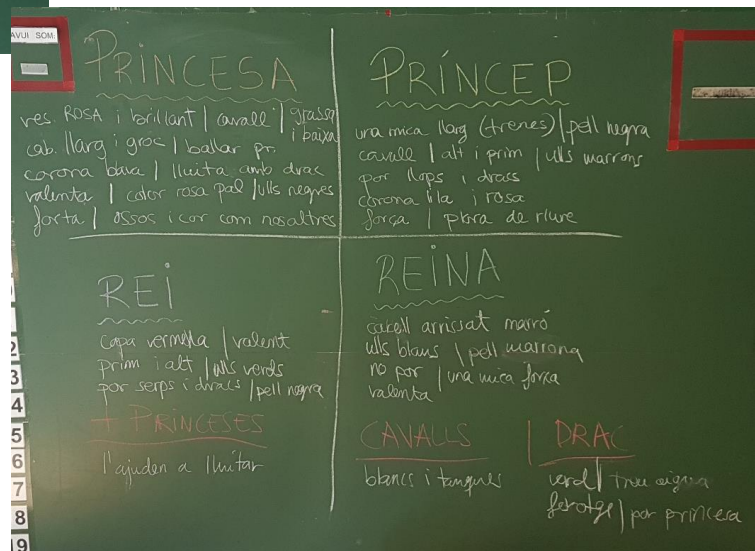 AVUI SOM:
PRINCESA
ves. ROSA i brillant | cavall | grassa
i baixa
cab. llarg i groc | ballar pr.
corona blava | lluita amb drac
valenta | color rosa pal | ulls negres
forta | ossos i cor com nosaltres
PRÍNCEP
una mica llarg (trenes) | pell negra
cavall | alt i prim | ulls marrons
por llops i dracs
corona lila i rosa
força | plora de riure
REI
capa vermella | valent
prim i alt | ulls verds
por serps i dracs | pell negra
+ PRINCESES
l'ajuden a lluitar
REINA
cabell arrissat marró
ulls blaus | pell marrona
no por | una mica força
valenta
CAVALLS
blancs i tanques
DRAC
verd | treu aigua
ferotge | por princesa
2
3
4
5
6
7
8
19